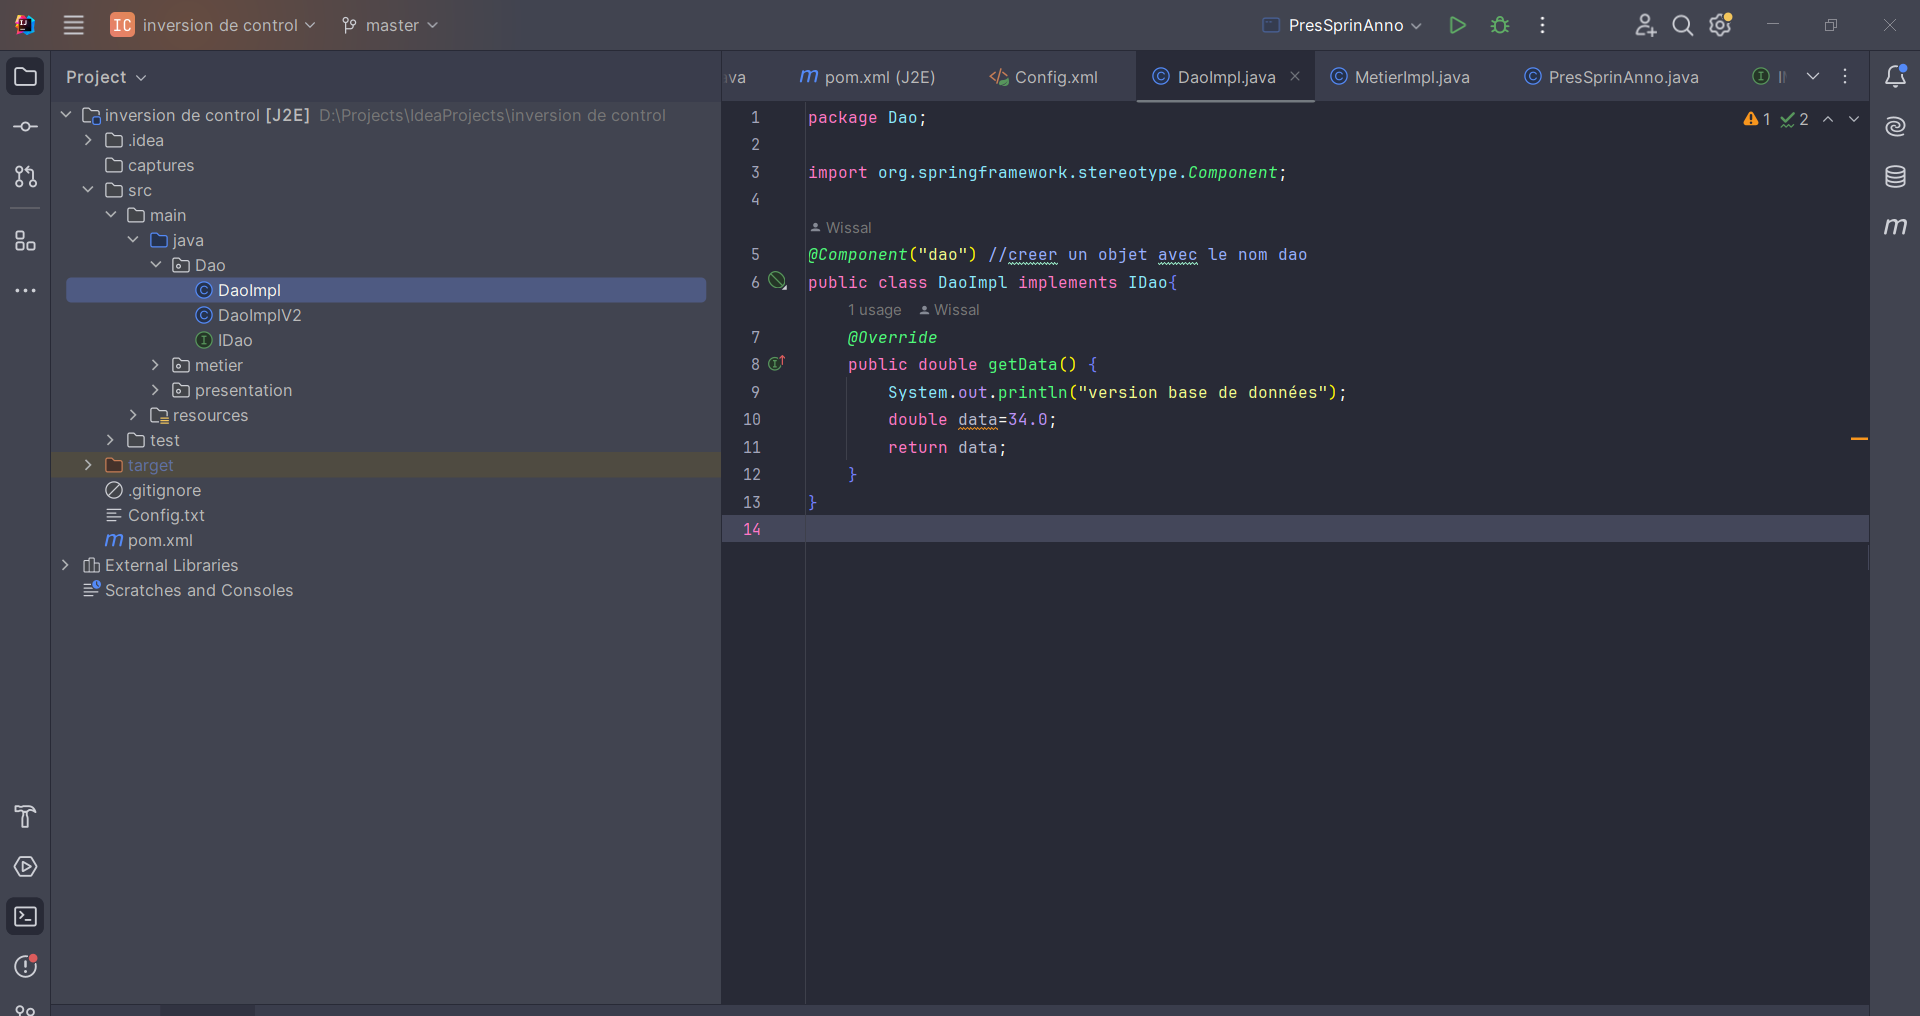 IC inversion de control master PresSprinAnno
Project
inversion de control [J2E] D:\Projects\IdeaProjects\inversion de control
.idea
captures
src
main
java
Dao
DaoImpl
DaoImplV2
IDao
metier
presentation
resources
test
target
.gitignore
Config.txt
pom.xml
External Libraries
Scratches and Consoles
va pom.xml (J2E) Config.xml DaoImpl.java MetierImpl.java PresSprinAnno.java
1 2
1 package Dao;
2
3 import org.springframework.stereotype.Component;
4
Wissal
5 @Component("dao") //creer un objet avec le nom dao
6 public class DaoImpl implements IDao{
1 usage Wissal
7 @Override
8 public double getData() {
9 System.out.println("version base de données");
10 double data=34.0;
11 return data;
12 }
13 }
14